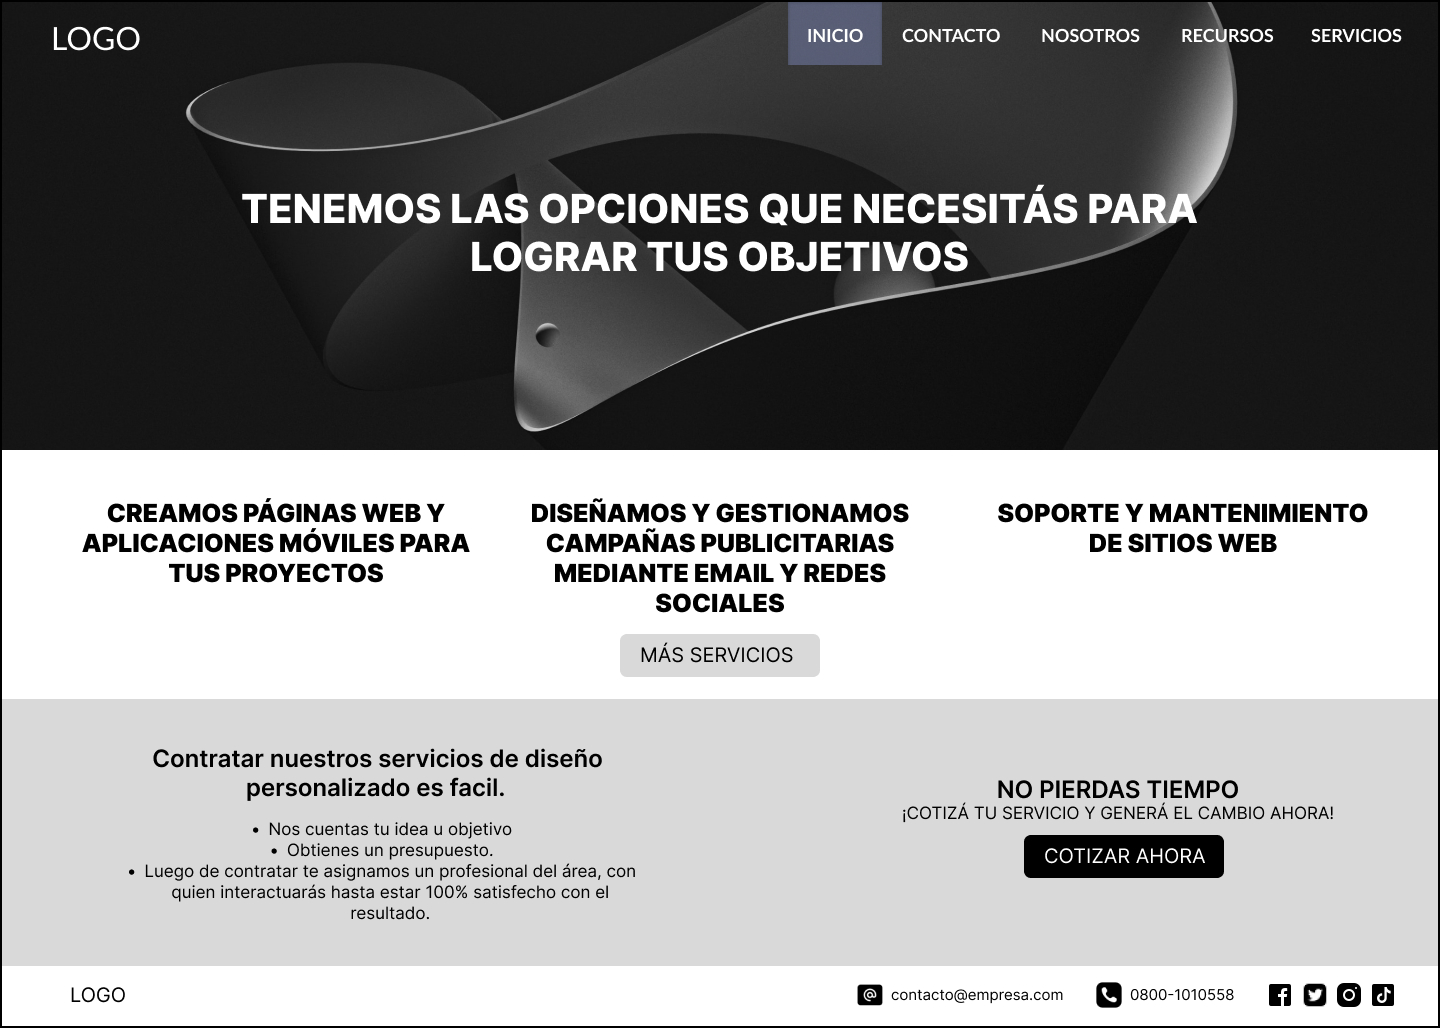 LOGO
INICIO CONTACTO NOSOTROS RECURSOS SERVICIOS
TENEMOS LAS OPCIONES QUE NECESITÁS PARA
LOGRAR TUS OBJETIVOS
CREAMOS PÁGINAS WEB Y
APLICACIONES MÓVILES PARA
TUS PROYECTOS
DISEÑAMOS Y GESTIONAMOS
CAMPAÑAS PUBLICITARIAS
MEDIANTE EMAIL Y REDES
SOCIALES
SOPORTE Y MANTENIMIENTO
DE SITIOS WEB
MÁS SERVICIOS
Contratar nuestros servicios de diseño
personalizado es facil.
• Nos cuentas tu idea u objetivo
• Obtienes un presupuesto.
• Luego de contratar te asignamos un profesional del área, con
quien interactuarás hasta estar 100% satisfecho con el
resultado.
NO PIERDAS TIEMPO
¡COTIZÁ TU SERVICIO Y GENERÁ EL CAMBIO AHORA!
COTIZAR AHORA
LOGO
contacto@empresa.com
0800-1010558